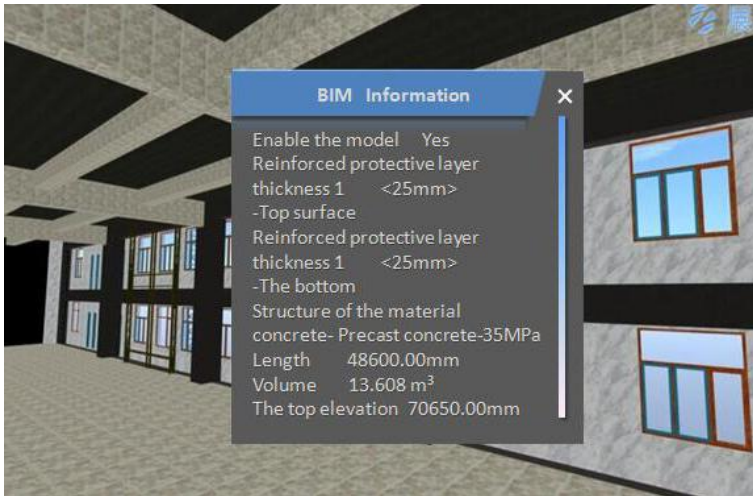 展
BIM Information
×
Enable the model Yes
Reinforced protective layer
thickness 1 <25mm>
-Top surface
Reinforced protective layer
thickness 1 <25mm>
-The bottom
Structure of the material
concrete- Precast concrete-35MPa
Length 48600.00mm
Volume 13.608 m³
The top elevation 70650.00mm